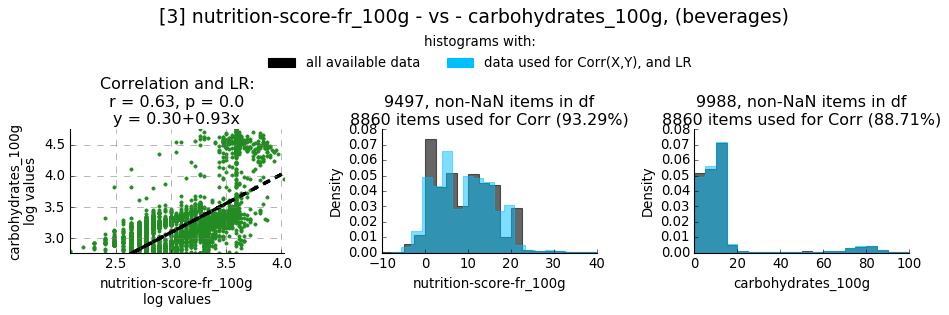 [3] nutrition-score-fr_100g - vs - carbohydrates_100g, (beverages)
histograms with:
all available data
data used for Corr(X,Y), and LR
Correlation and LR:
r = 0.63, p = 0.0
y = 0.30+0.93x
carbohydrates_100g
log values
4.5
4.0
3.5
3.0
2.5 3.0 3.5 4.0
nutrition-score-fr_100g
log values
9497, non-NaN items in df
8860 items used for Corr (93.29%)
Density
0.08
0.07
0.06
0.05
0.04
0.03
0.02
0.01
0.00
−10 0 10 20 30 40
nutrition-score-fr_100g
9988, non-NaN items in df
8860 items used for Corr (88.71%)
Density
0.08
0.07
0.06
0.05
0.04
0.03
0.02
0.01
0.00
0 20 40 60 80 100
carbohydrates_100g